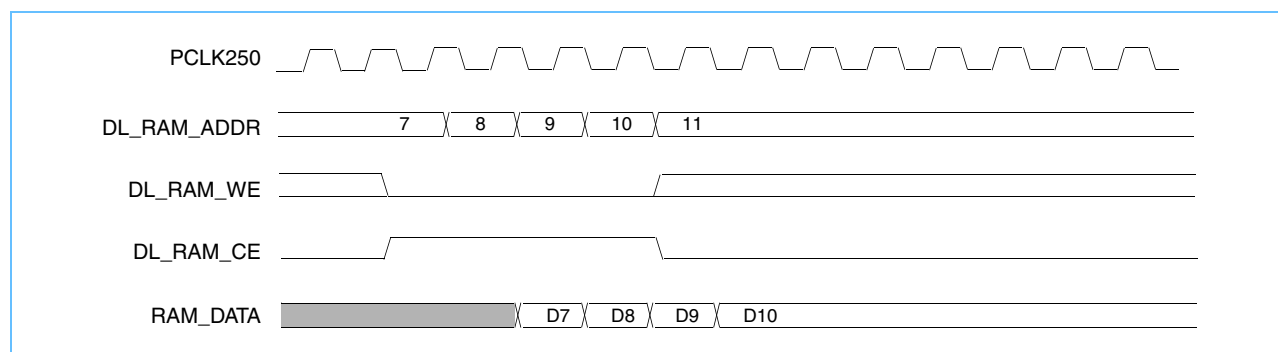 PCLK250
DL_RAM_ADDR 7 8 9 10 11
DL_RAM_WE
DL_RAM_CE
RAM_DATA D7 D8 D9 D10